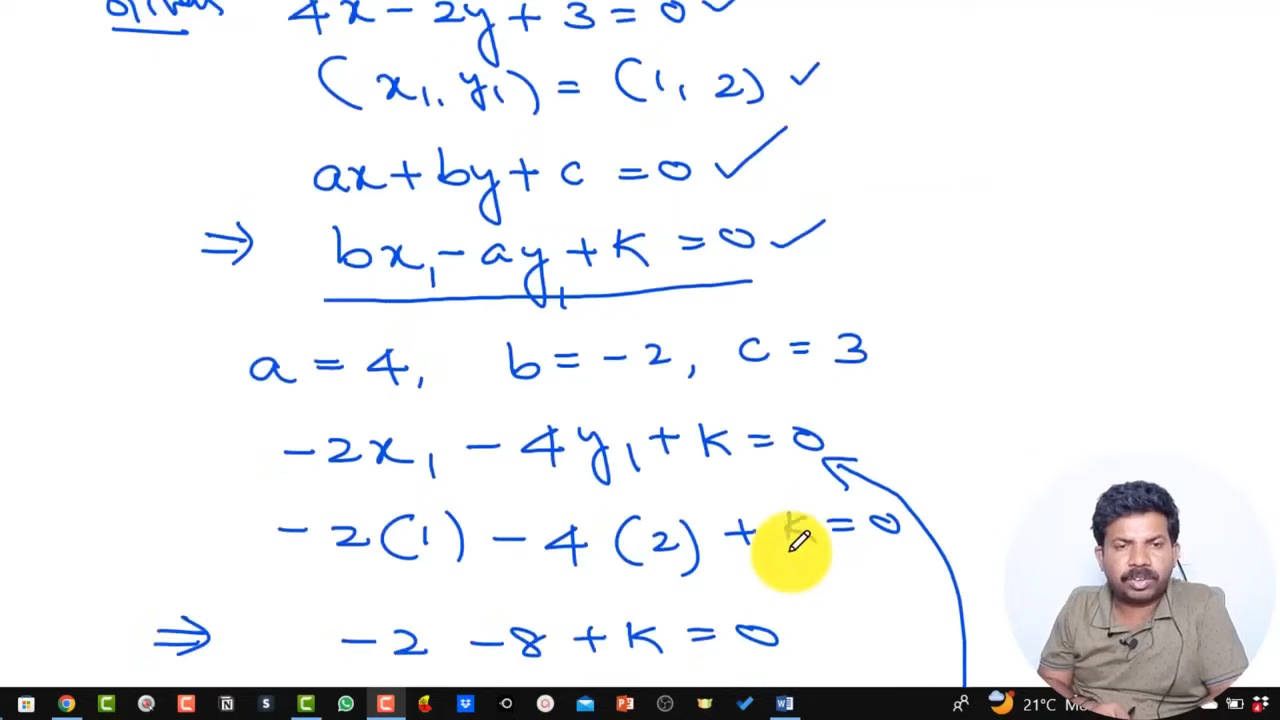 4x - 2y + 3 = 0 ✓
(x₁, y₁) = (1, 2) ✓
ax + by + c = 0 ✓
⇒ bx₁ - ay₁ + k = 0 ✓
a = 4, b = -2, c = 3
-2x₁ - 4y₁ + k = 0
-2(1) - 4(2) + k = 0
⇒ -2 - 8 + k = 0
21°C